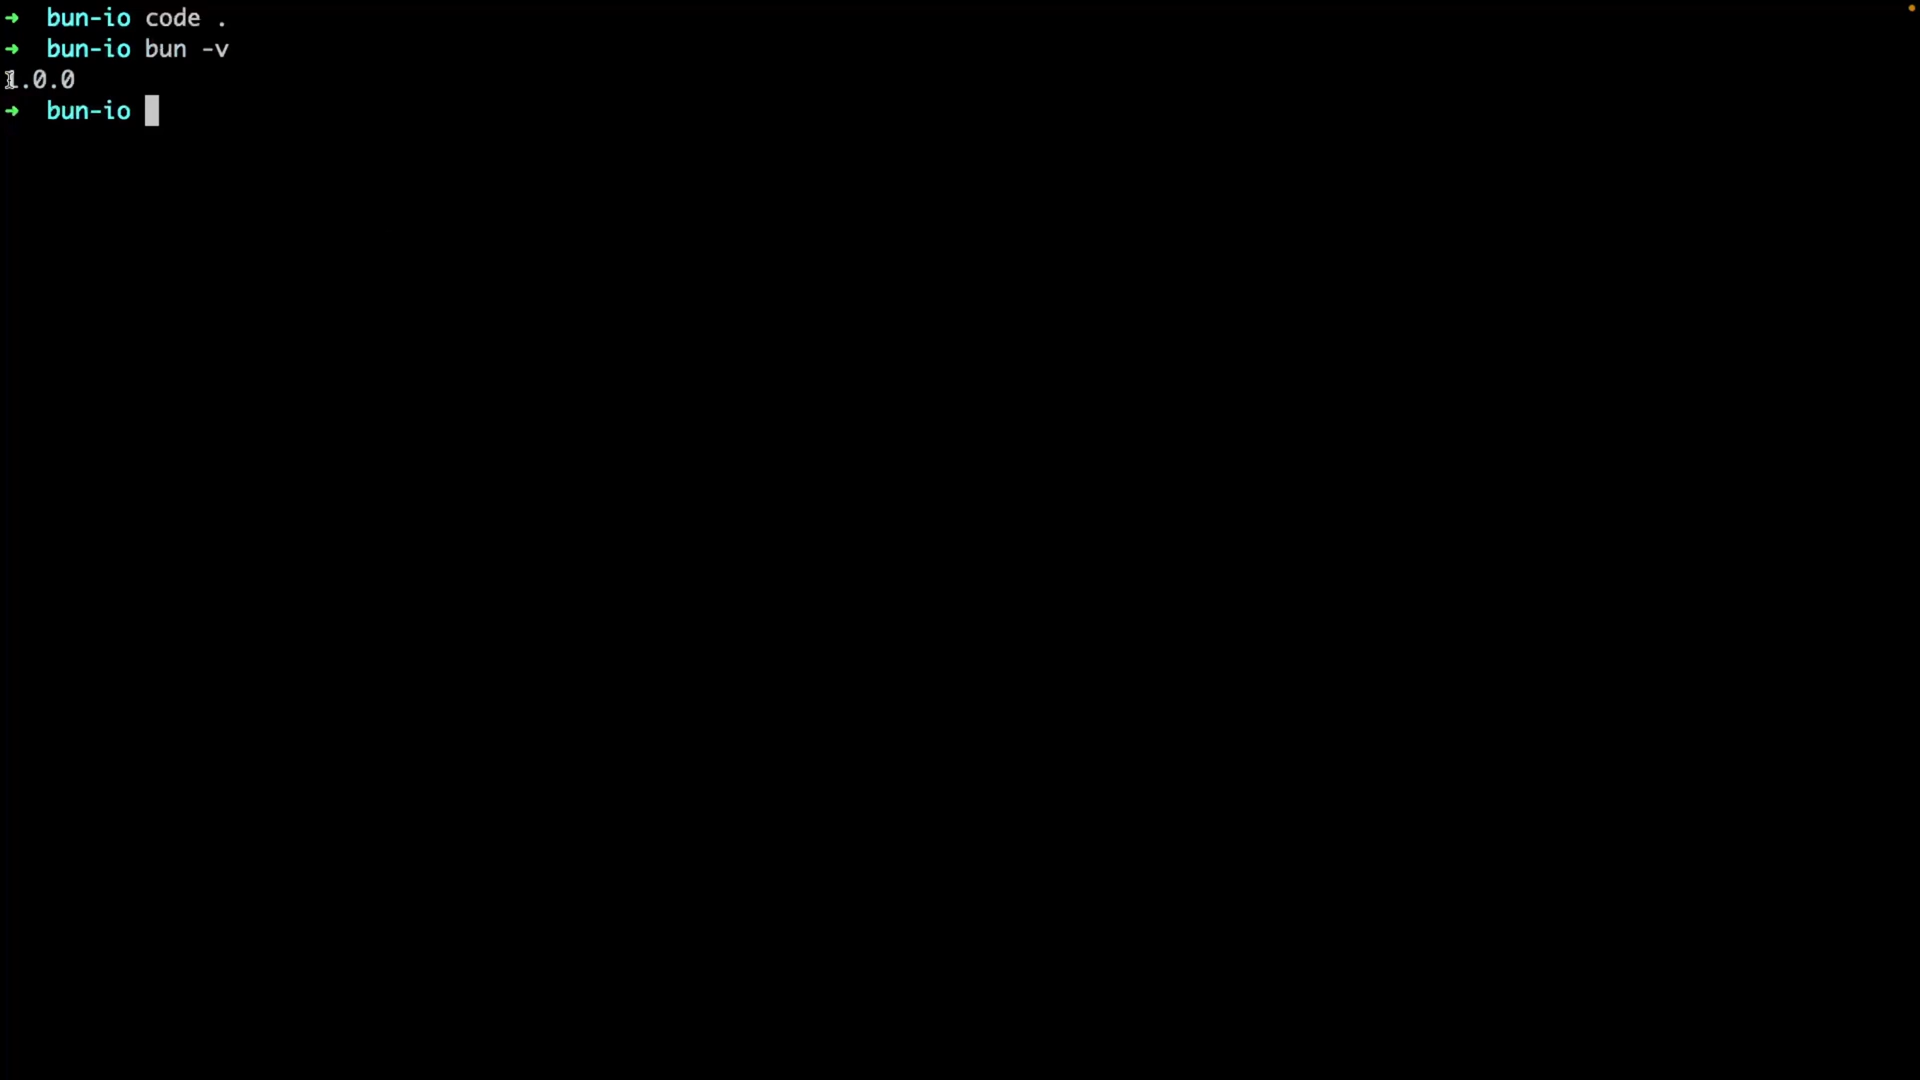 ➜ bun-io code .
➜ bun-io bun -v
1.0.0
➜ bun-io